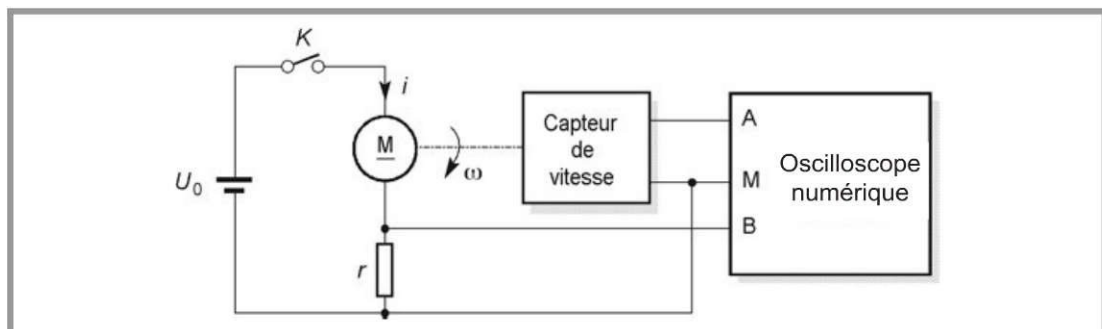 K
i
M
ω
U0
r
Capteur
de
vitesse
A
M
B
Oscilloscope
numérique